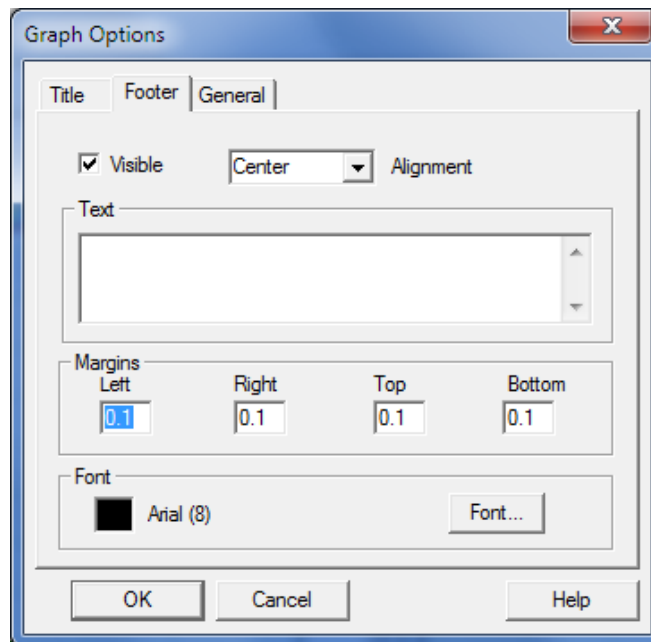 Graph Options
Title Footer General
Visible Center Alignment
Text
Margins
Left Right Top Bottom
0.1 0.1 0.1 0.1
Font
Arial (8) Font...
OK Cancel Help